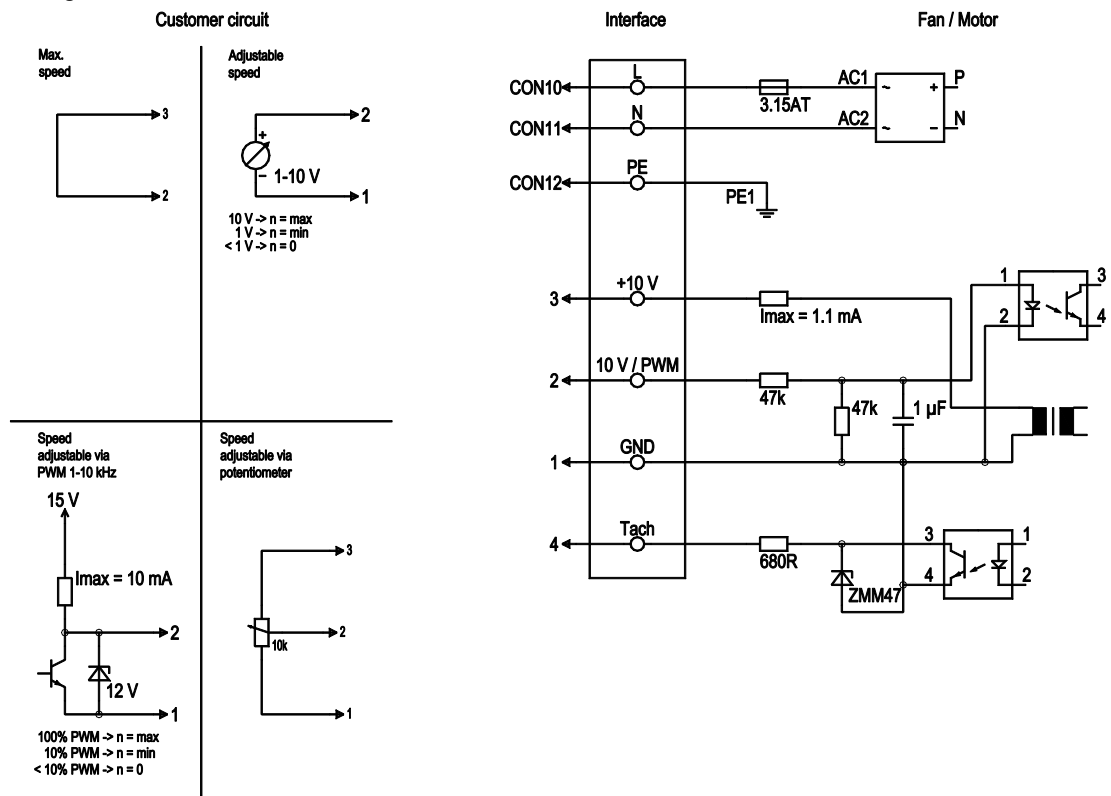 Customer circuit
Interface
Fan / Motor
Max.
speed
3
2
Adjustable
speed
2
+
− 1-10 V
1
10 V -> n = max
1 V -> n = min
< 1 V -> n = 0
Speed
adjustable via
PWM 1-10 kHz
15 V
Imax = 10 mA
2
12 V
1
100% PWM -> n = max
10% PWM -> n = min
< 10% PWM -> n = 0
Speed
adjustable via
potentiometer
3
2
10k
1
CON10 L 3.15AT AC1 ~ + P
CON11 N AC2 ~ − N
CON12 PE PE1
3 +10 V Imax = 1.1 mA
1 3
2 4
2 10 V / PWM 47k
47k 1 µF
1 GND
4 Tach 680R 3 1
ZMM47 4 2